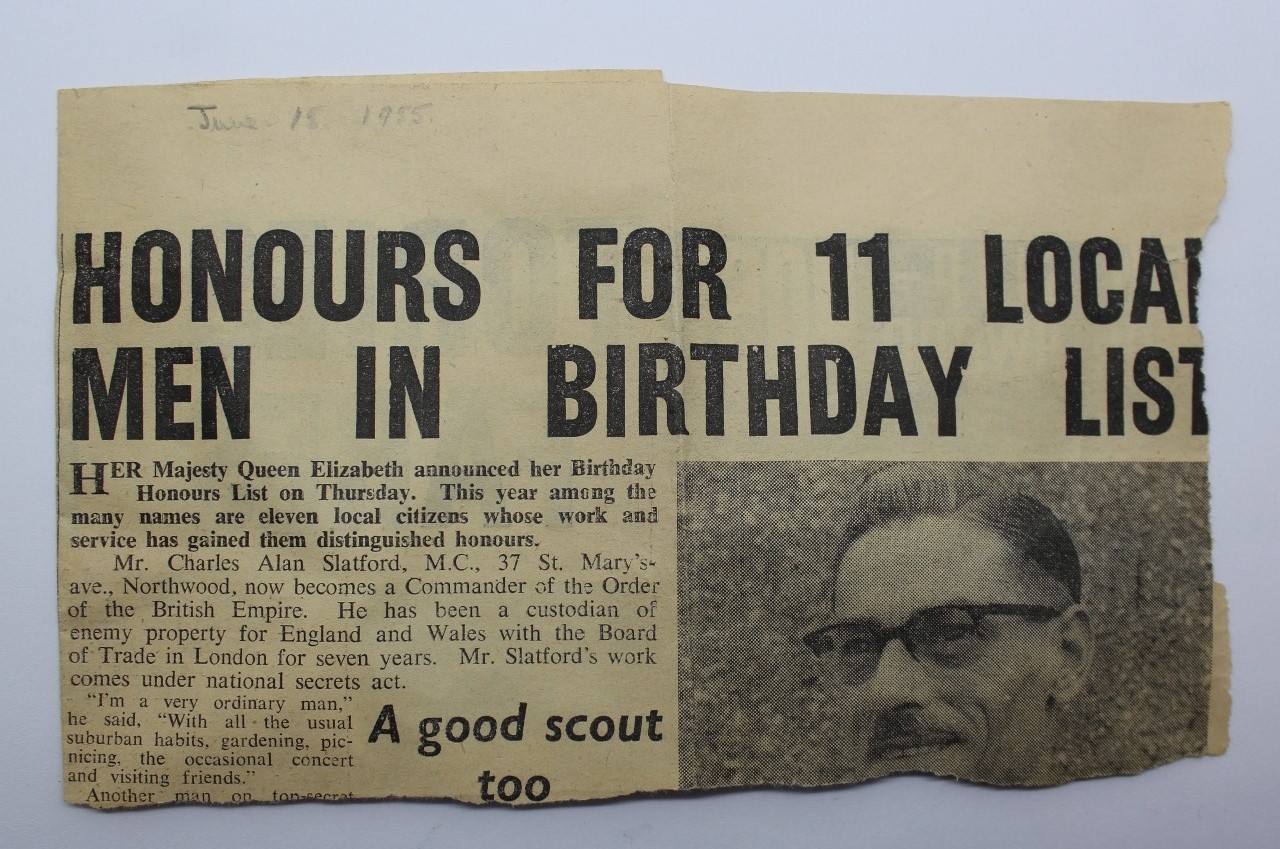 June 15 1955.
HONOURS FOR 11 LOCAL
MEN IN BIRTHDAY LIST
HER Majesty Queen Elizabeth announced her Birthday
Honours List on Thursday. This year among the
many names are eleven local citizens whose work and
service has gained them distinguished honours.
Mr. Charles Alan Slatford, M.C., 37 St. Mary's-
ave., Northwood, now becomes a Commander of the Order
of the British Empire. He has been a custodian of
enemy property for England and Wales with the Board
of Trade in London for seven years. Mr. Slatford's work
comes under national secrets act.
"I'm a very ordinary man,"
he said, "With all the usual
suburban habits, gardening, pic-
nicing, the occasional concert
and visiting friends."
Another man on top-secret
A good scout
too